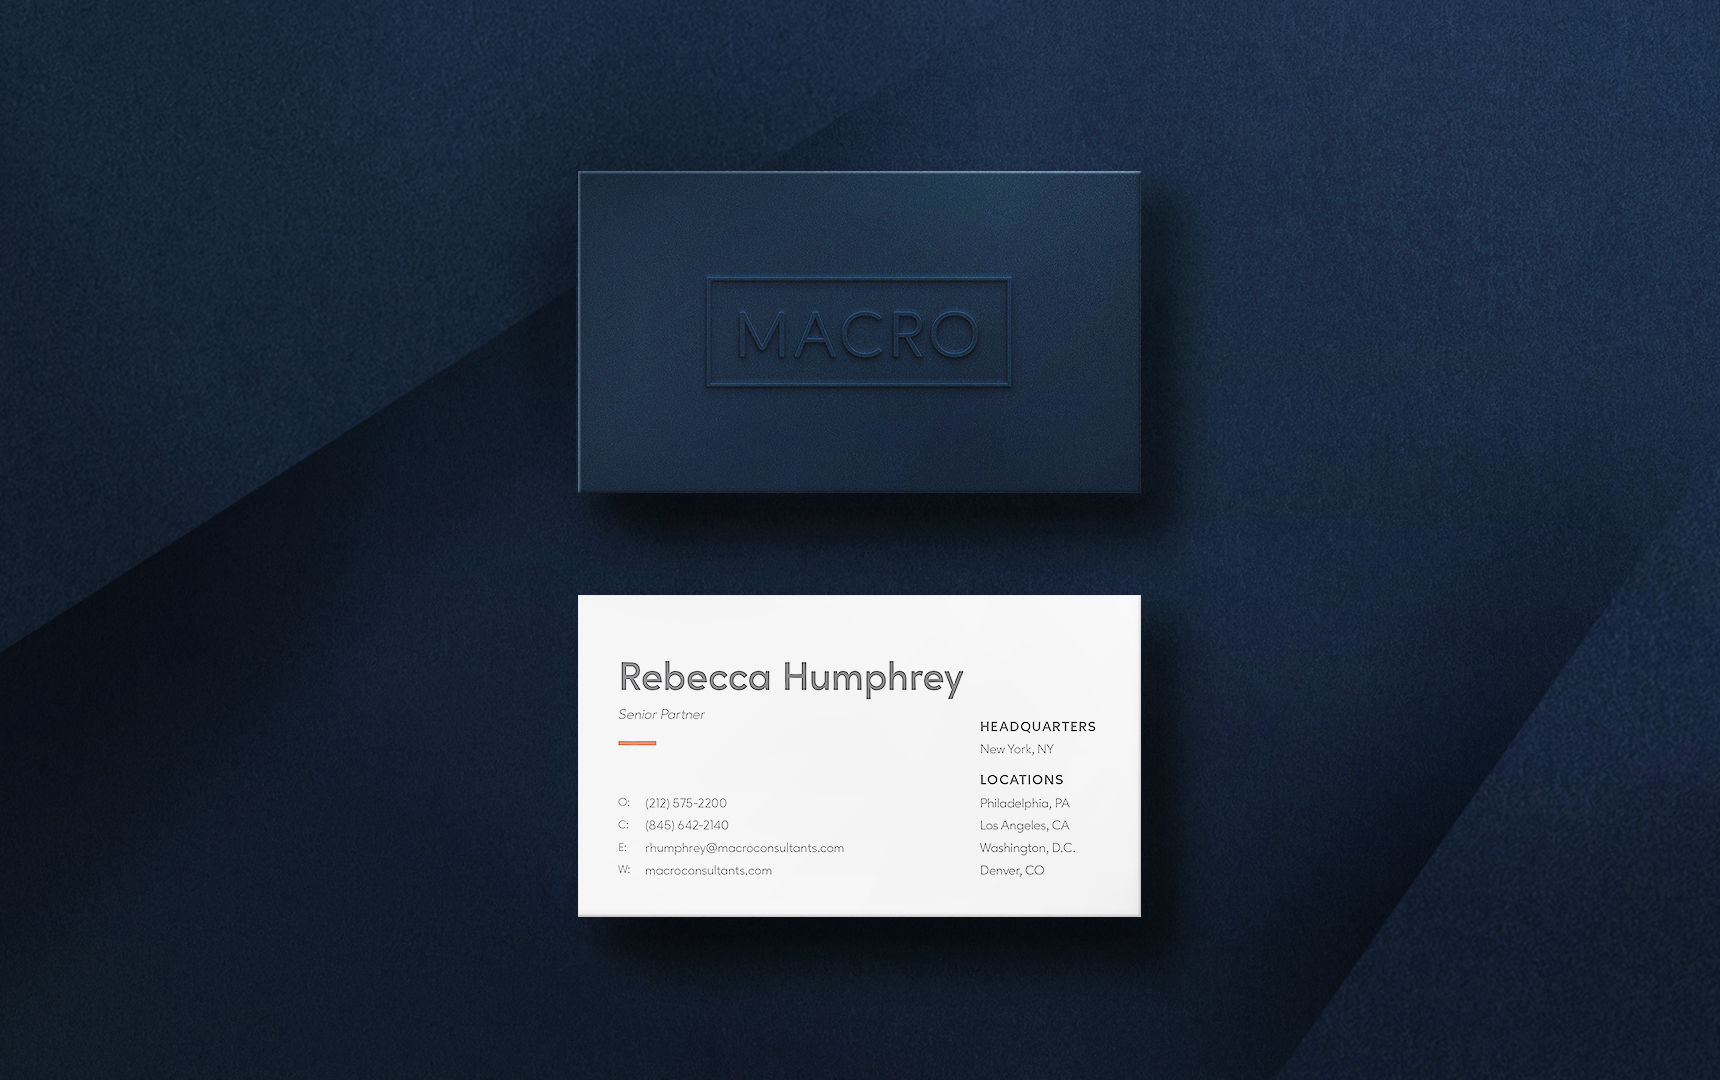 MACRO
Rebecca Humphrey
Senior Partner
O: (212) 575-2200
C: (845) 642-2140
E: rhumphrey@macroconsultants.com
W: macroconsultants.com
HEADQUARTERS
New York, NY
LOCATIONS
Philadelphia, PA
Los Angeles, CA
Washington, D.C.
Denver, CO